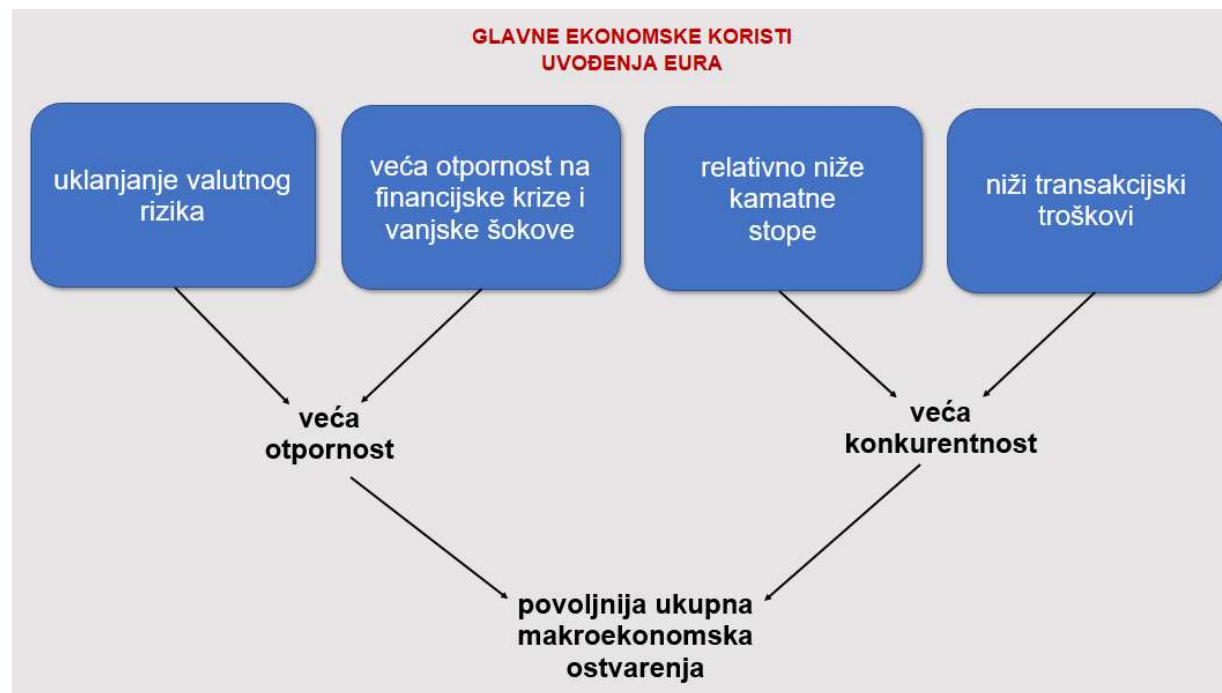 GLAVNE EKONOMSKE KORISTI
UVOĐENJA EURA
uklanjanje valutnog
rizika
veća otpornost na
financijske krize i
vanjske šokove
relativno niže
kamatne
stope
niži transakcijski
troškovi
veća
otpornost
veća
konkurentnost
povoljnija ukupna
makroekonomska
ostvarenja